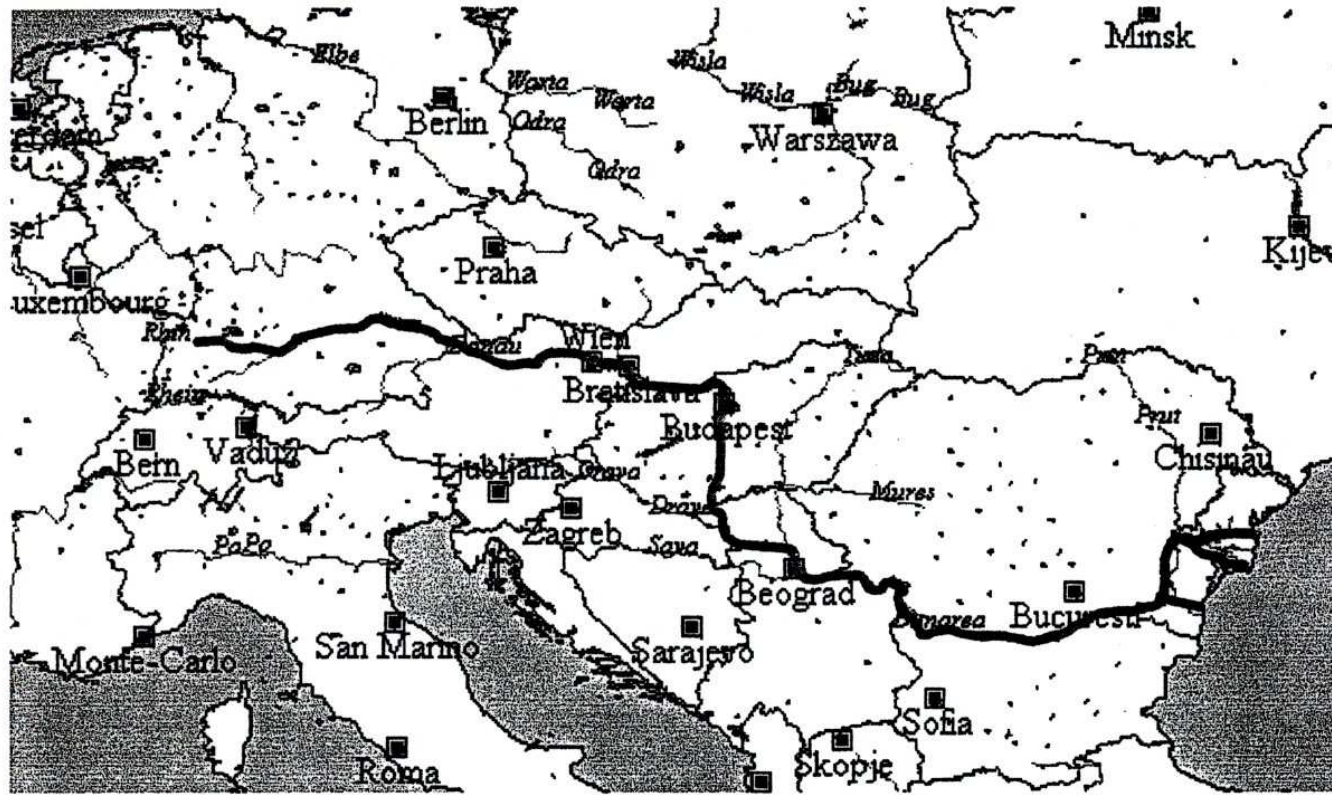 Minsk
Elbe
Wisla
Warta
Warta
Wisla
Bug
Bug
Berlin
Odra
Warszawa
Odra
Praha
Kijev
uxembourg
Rhin
Wien
Donau
Bratislava
Tisza
Prut
Rhein
Budapest
Prut
Vaduz
Bern
Chisinau
Ljubljana
Drava
Mures
Drava
Zagreb
Sava
Po
Po
Beograd
Bucuresti
Dunarea
San Marino
Sarajevo
Monte-Carlo
Sofia
Skopje
Roma